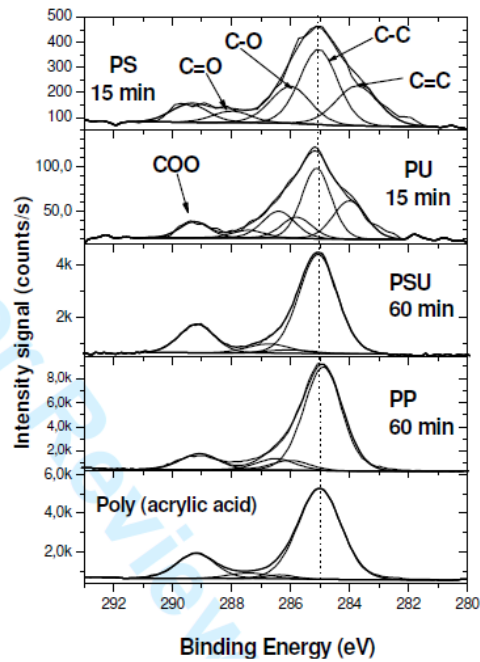 500
400
300
200
100
PS
15 min
C=O
C-O
C-C
C=C
100.0
50,0
COO
PU
15 min
4k
2k
PSU
60 min
8,0k
6,0k
4,0k
2,0k
PP
60 min
6,0k
4,0k
2,0k
Poly (acrylic acid)
292 290 288 286 284 282 280
Binding Energy (eV)
Intensity signal (counts/s)
er Review